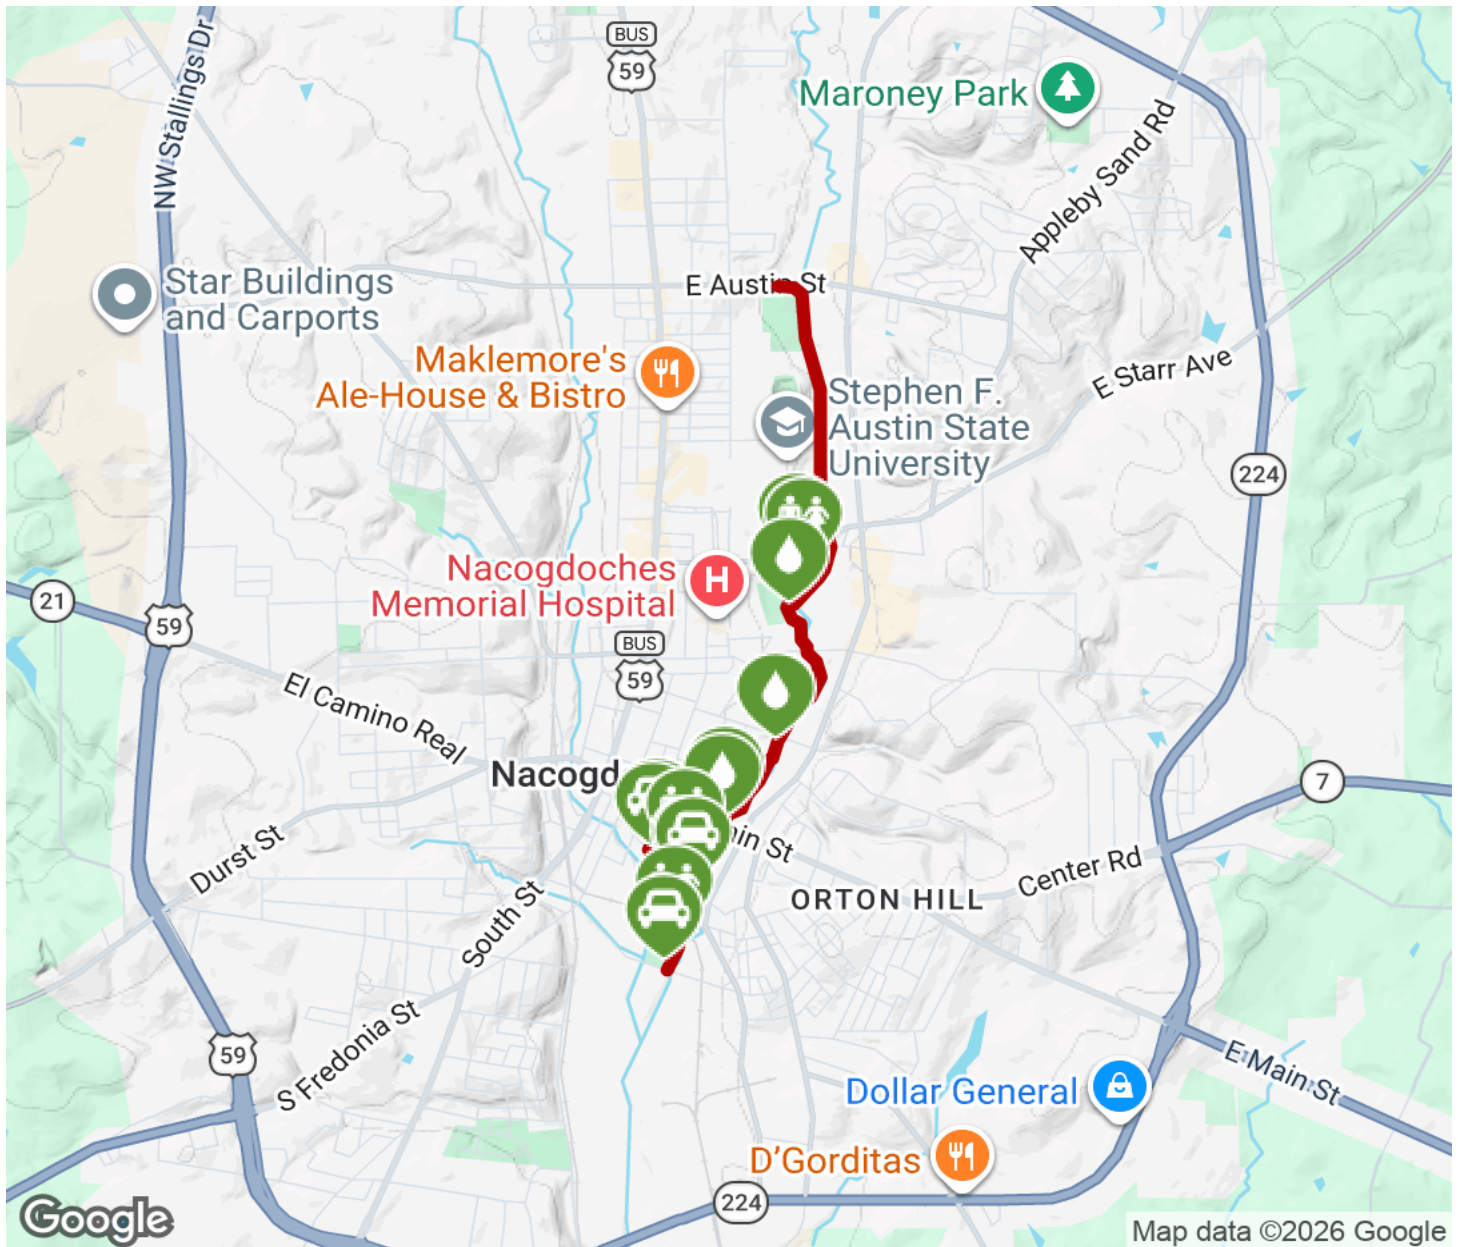 BUS
59
NW Stallings Dr
Maroney Park
Appleby Sand Rd
Star Buildings
and Carports
E Austin St
Maklemore's
Ale-House & Bistro
E Starr Ave
Stephen F.
Austin State
University
224
Nacogdoches
Memorial Hospital
H
21
59
BUS
59
El Camino Real
Nacogd
7
Durst St
in St
Center Rd
ORTON HILL
South St
S Fredonia St
59
E Main St
Dollar General
D'Gorditas
224
Google
Map data ©2026 Google